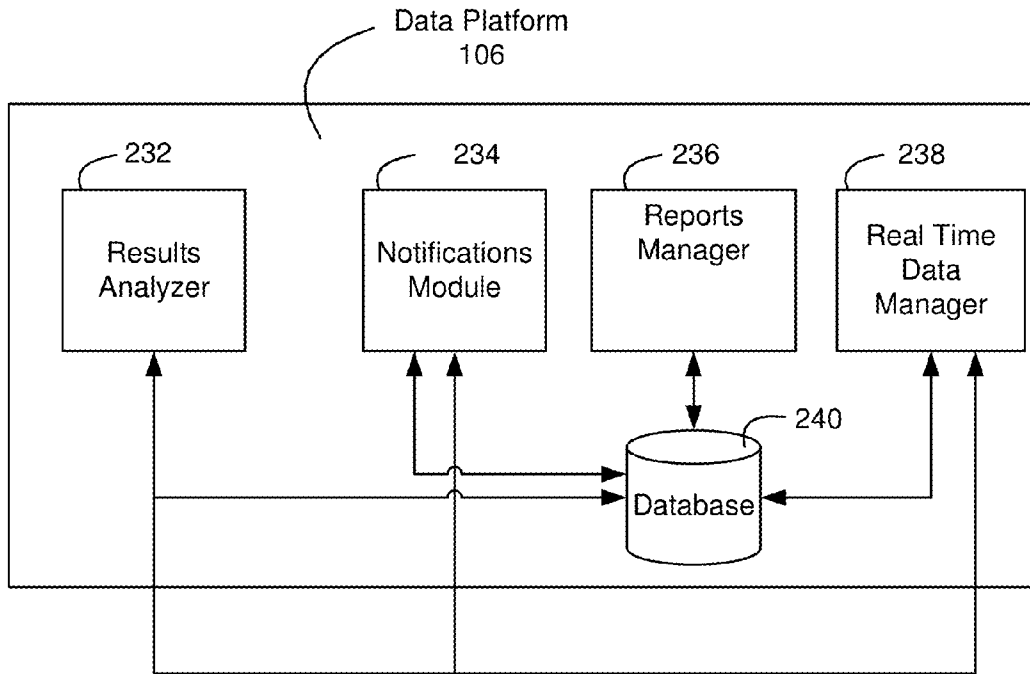 Data Platform
106
232
234
236
238
Results
Analyzer
Notifications
Module
Reports
Manager
Real Time
Data
Manager
240
Database